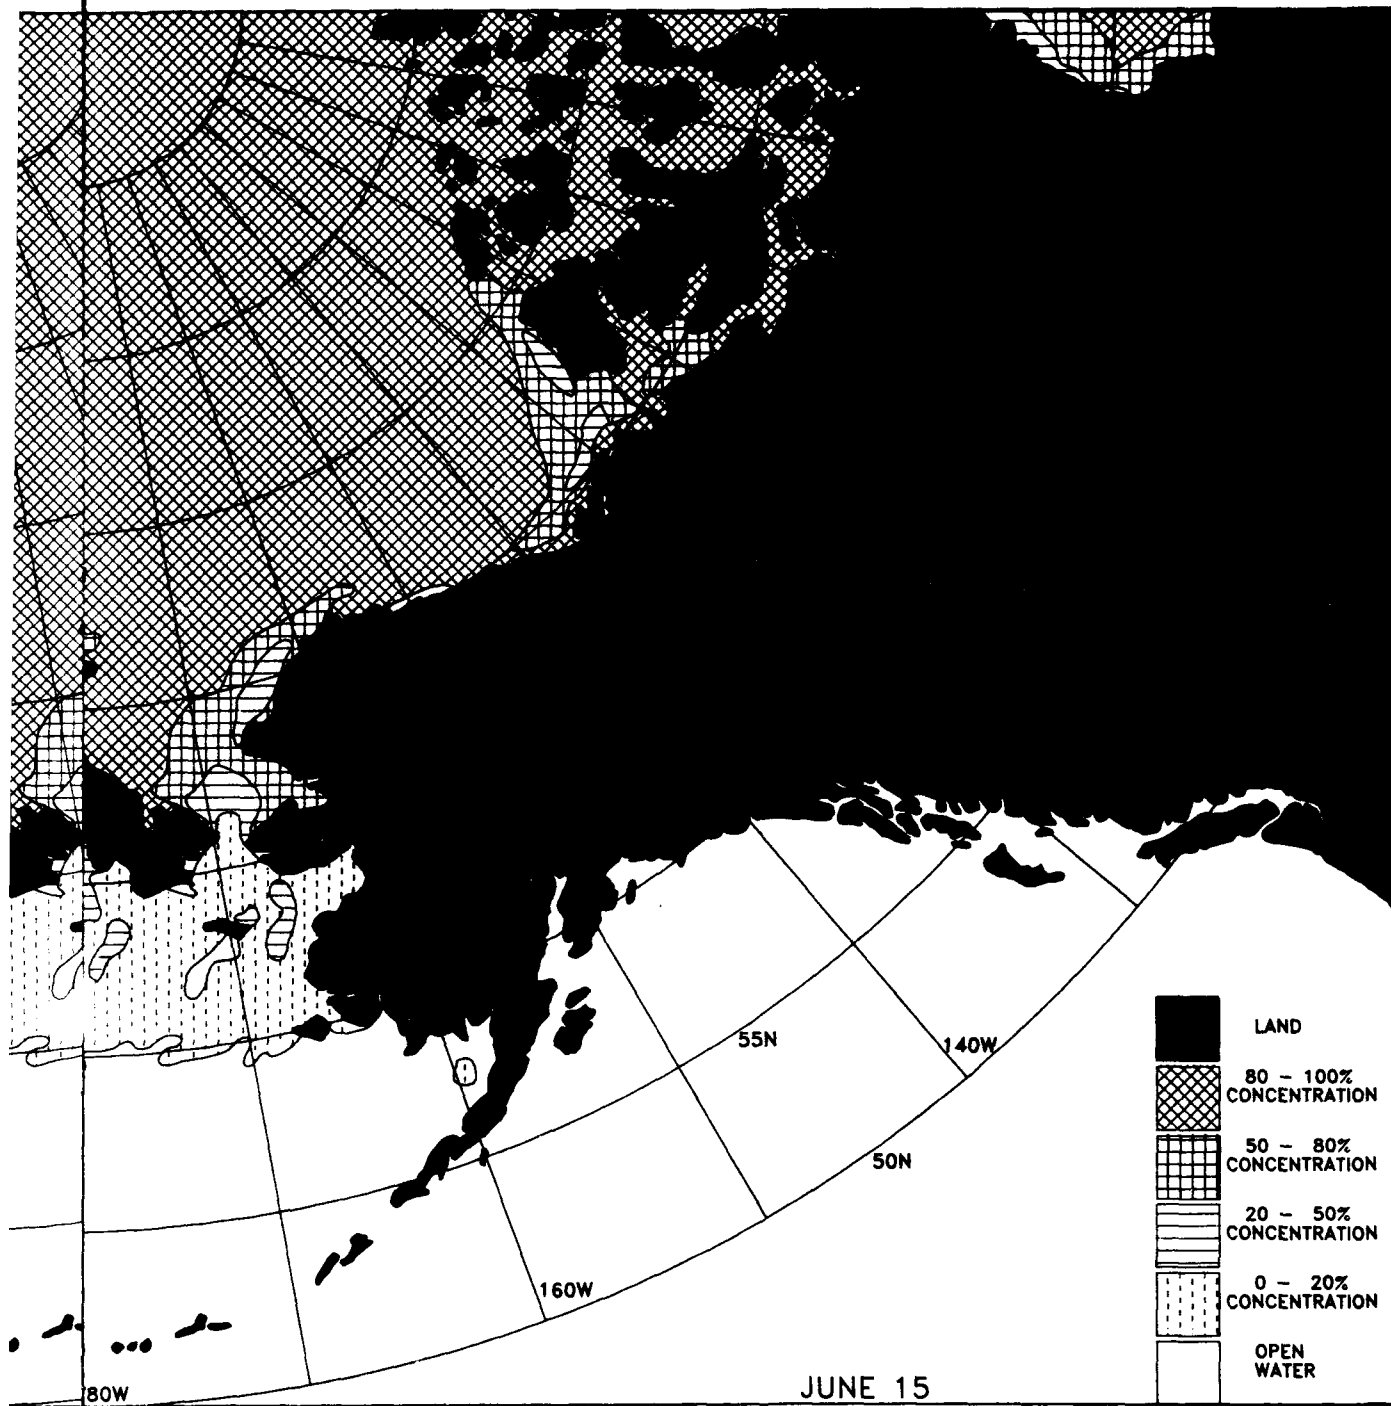 55N
140W
50N
160W
80W
JUNE 15
LAND
80 - 100%
CONCENTRATION
50 - 80%
CONCENTRATION
20 - 50%
CONCENTRATION
0 - 20%
CONCENTRATION
OPEN
WATER